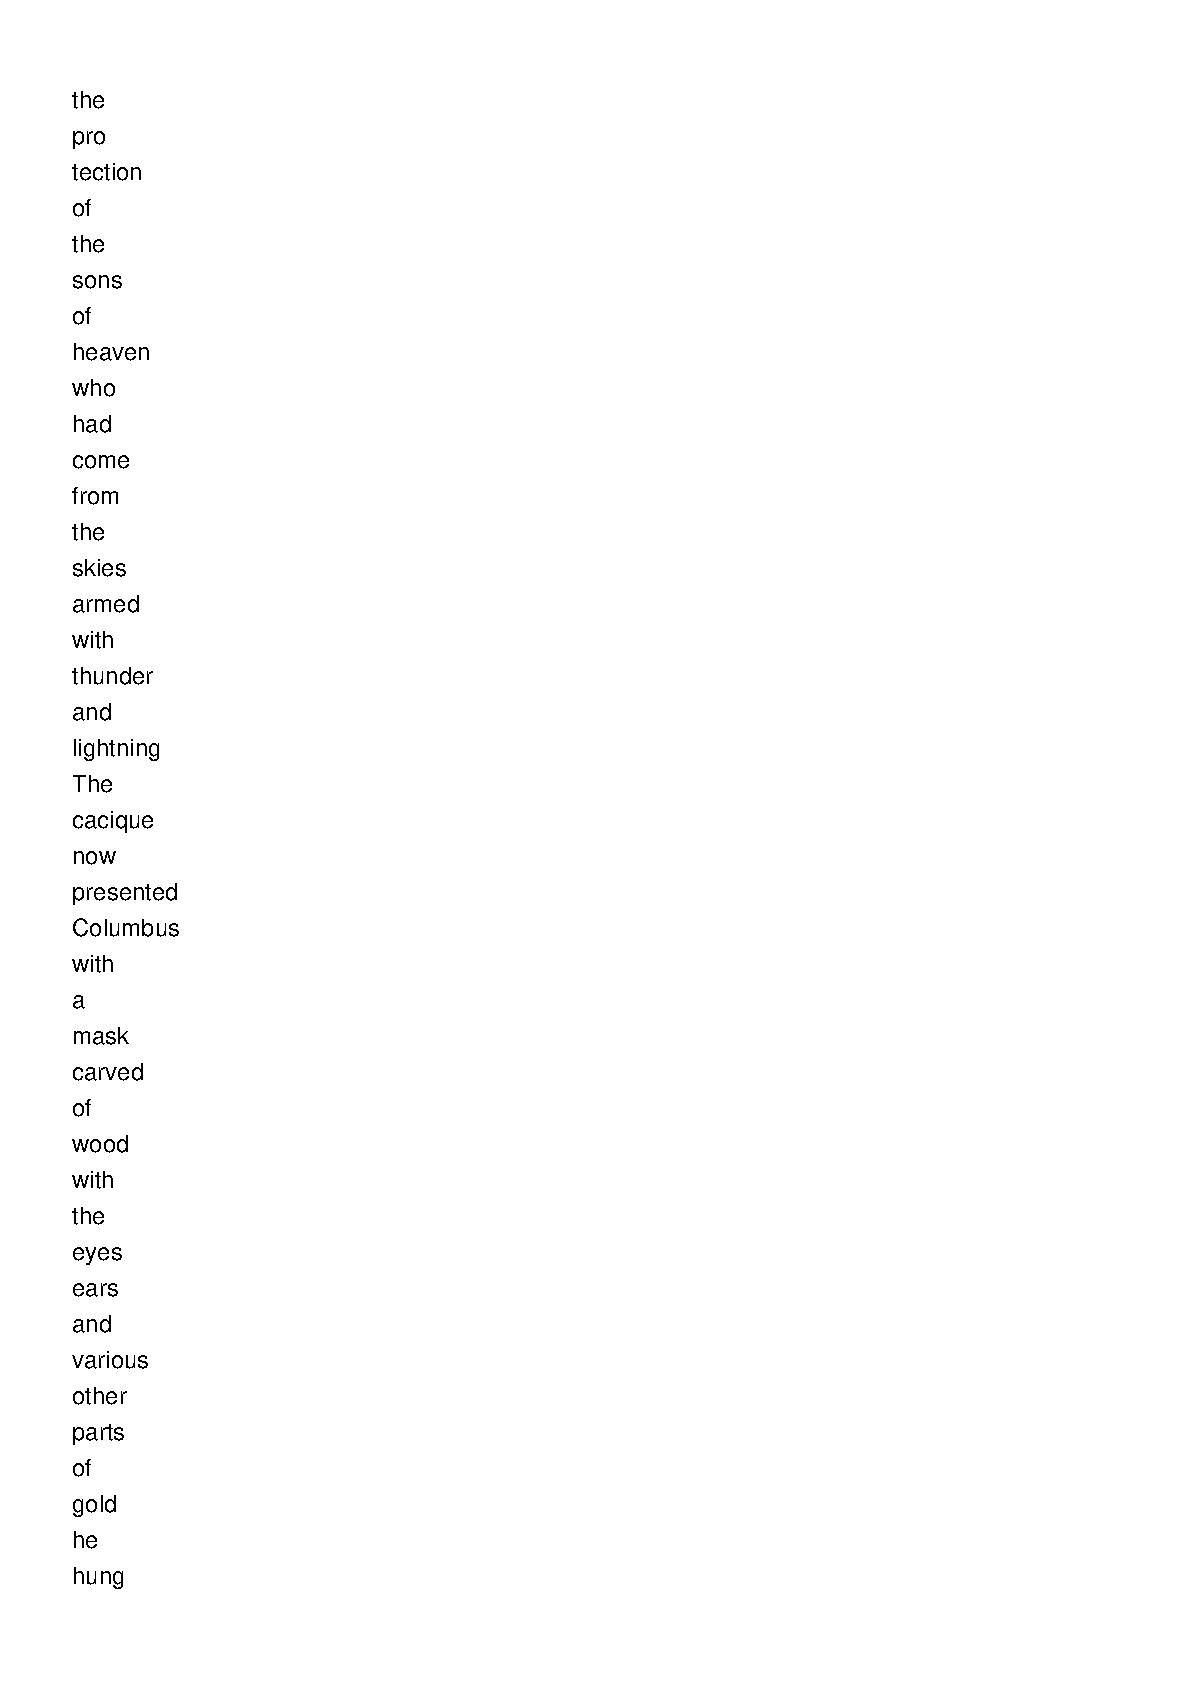 the
pro
tection
of
the
sons
of
heaven
who
had
come
from
the
skies
armed
with
thunder
and
lightning
The
cacique
now
presented
Columbus
with
a
mask
carved
of
wood
with
the
eyes
ears
and
various
other
parts
of
gold
he
hung